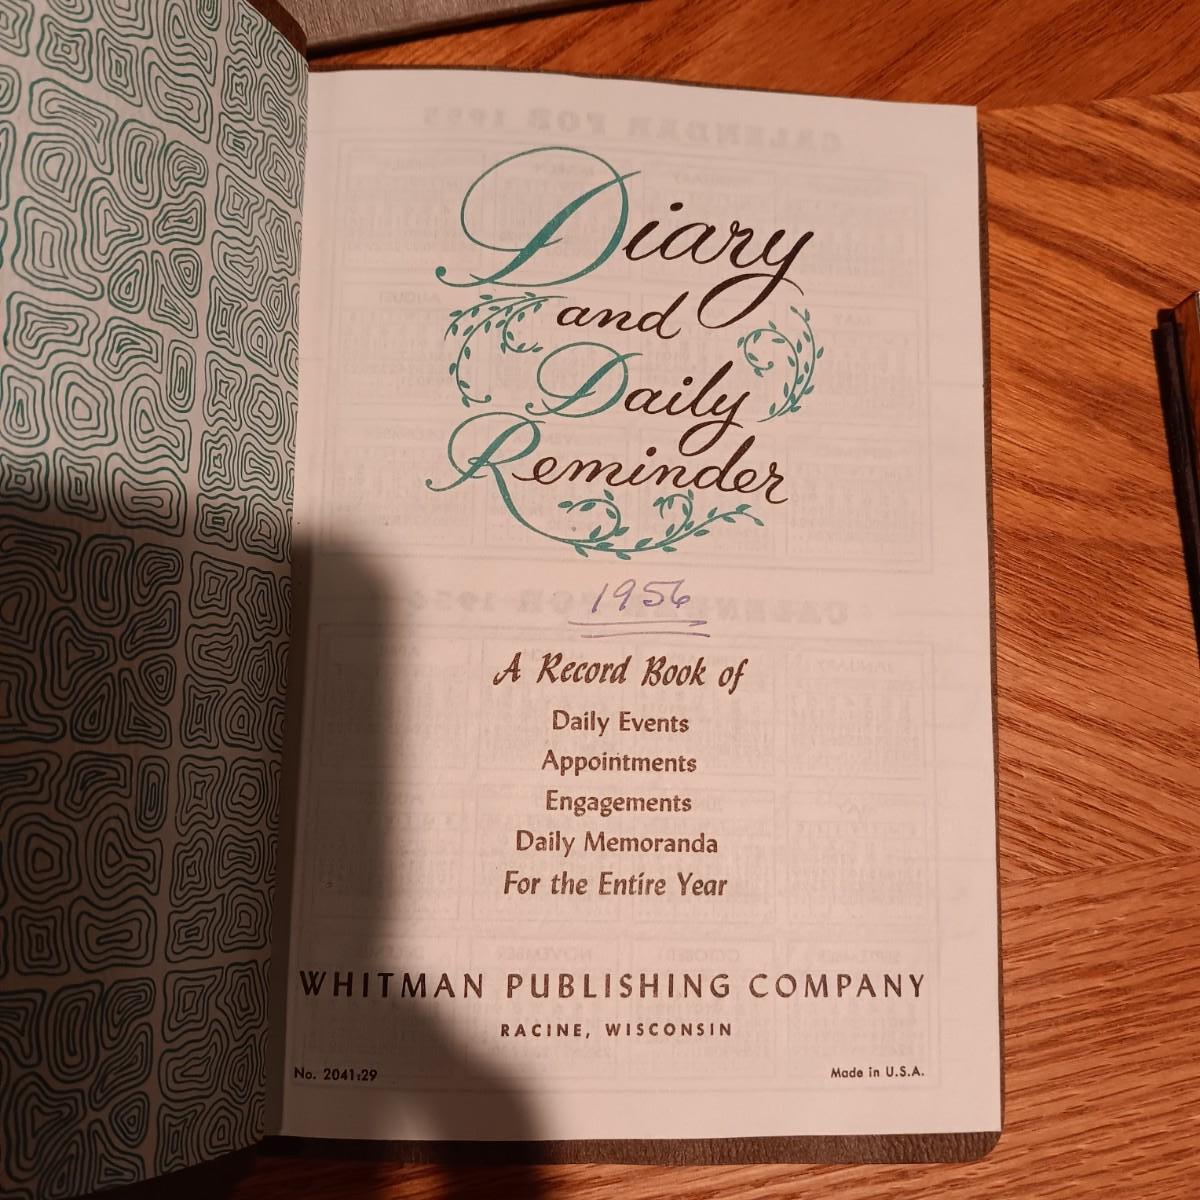 Diary
and
Daily
Reminder
1956
A Record Book of
Daily Events
Appointments
Engagements
Daily Memoranda
For the Entire Year
WHITMAN PUBLISHING COMPANY
RACINE, WISCONSIN
No. 2041:29
Made in U.S.A.